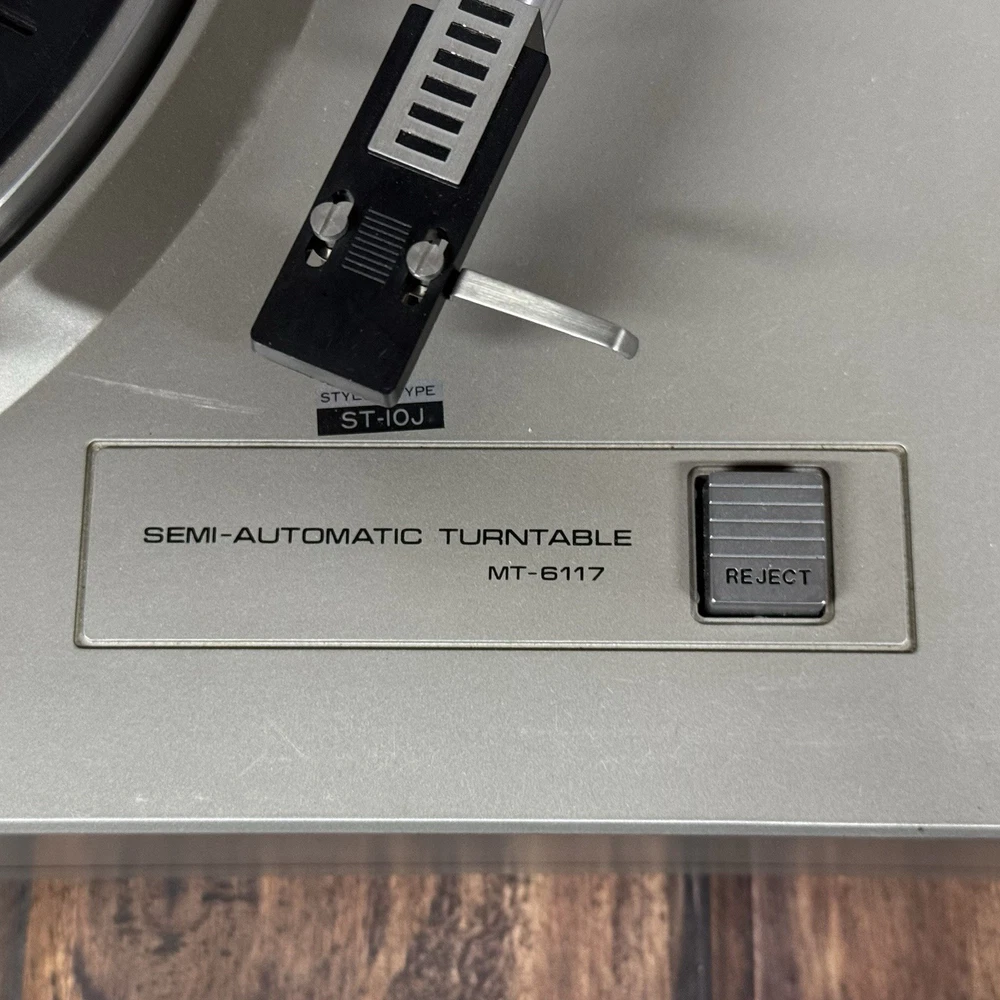 ST-10J
SEMI-AUTOMATIC TURNTABLE
MT-6117
REJECT